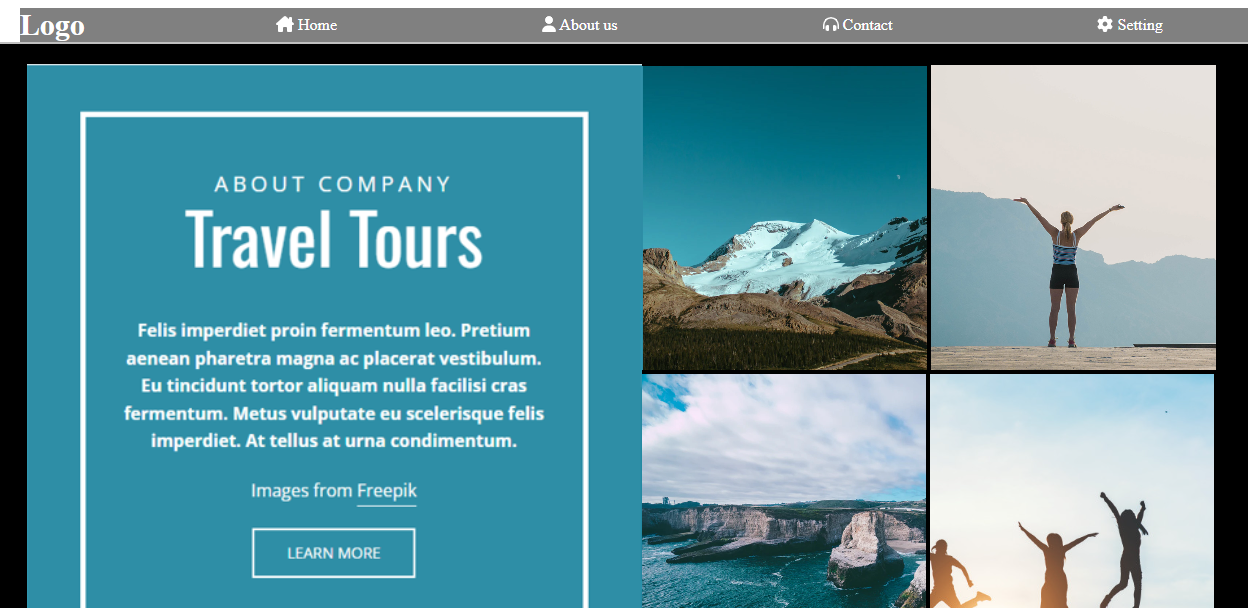 Logo Home About us Contact Setting
ABOUT COMPANY
Travel Tours
Felis imperdiet proin fermentum leo. Pretium
aenean pharetra magna ac placerat vestibulum.
Eu tincidunt tortor aliquam nulla facilisi cras
fermentum. Metus vulputate eu scelerisque felis
imperdiet. At tellus at urna condimentum.
Images from Freepik
LEARN MORE